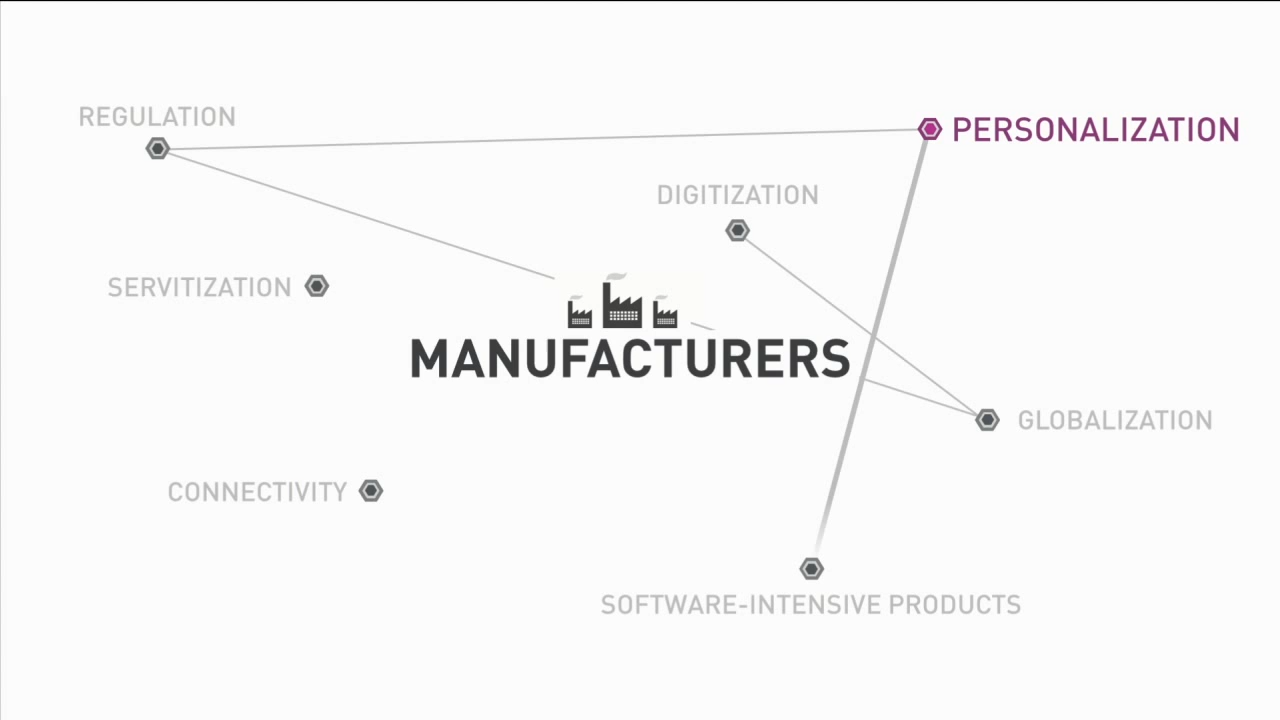 REGULATION
PERSONALIZATION
DIGITIZATION
SERVITIZATION
MANUFACTURERS
GLOBALIZATION
CONNECTIVITY
SOFTWARE-INTENSIVE PRODUCTS